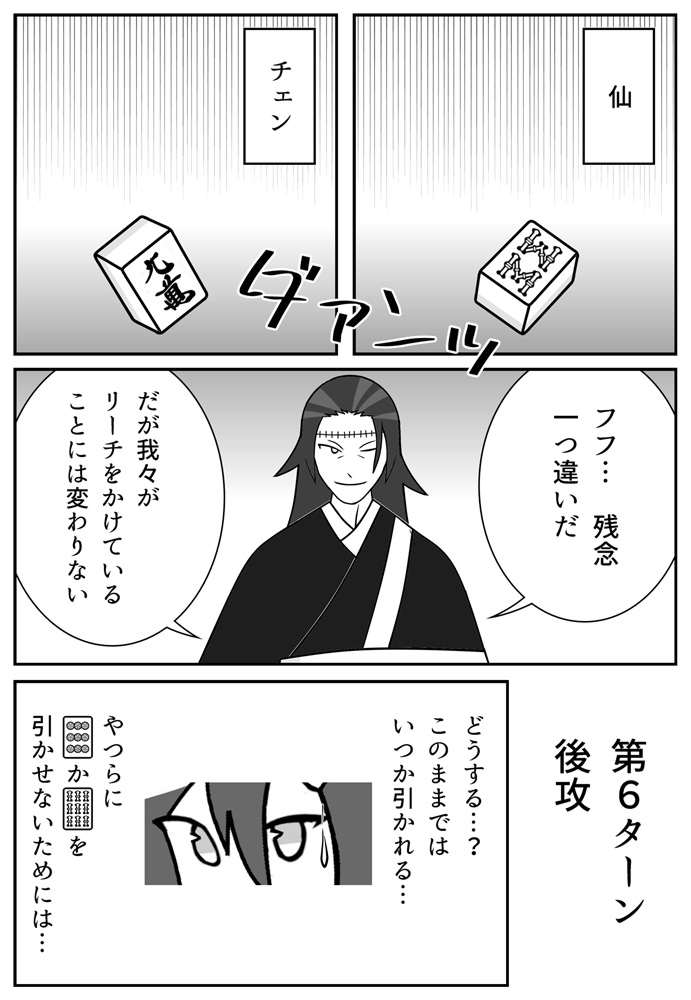 仙
チェン
九萬
ダァンーッ
フフ… 残念
一つ違いだ
だが我々が
リーチをかけている
ことには変わりない
第６ターン
後攻
どうする…？
このままでは
いつか引かれる…
やつらに
か を
引かせないためには…